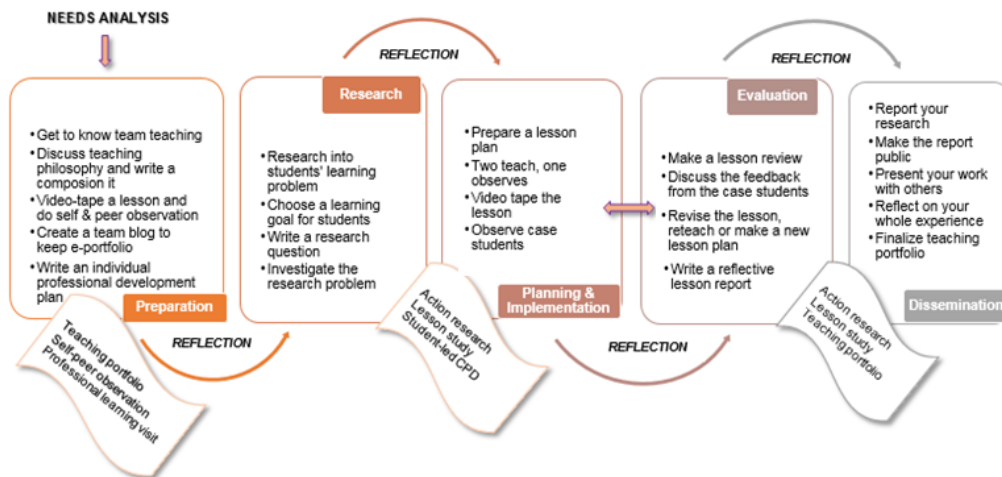 NEEDS ANALYSIS
REFLECTION
REFLECTION
Research
Evaluation
•Get to know team teaching
•Discuss teaching
philosophy and write a
composion it
•Video-tape a lesson and
do self & peer observation
•Create a team blog to
keep e-portfolio
•Write an individual
professional development
plan
Preparation
•Research into
students' learning
problem
•Choose a learning
goal for students
•Write a research
question
•Investigate the
research problem
•Prepare a lesson
plan
•Two teach, one
observes
•Video tape the
lesson
•Observe case
students
Planning &
Implementation
•Make a lesson review
•Discuss the feedback
from the case students
•Revise the lesson,
reteach or make a new
lesson plan
•Write a reflective
lesson report
•Report your
research
•Make the report
public
•Present your work
with others
•Reflect on your
whole experience
•Finalize teaching
portfolio
Dissemination
Teaching portfolio
Self-peer observation
Professional learning visit
REFLECTION
Action research
Lesson study
Student-led CPD
REFLECTION
Action research
Lesson study
Teaching portfolio